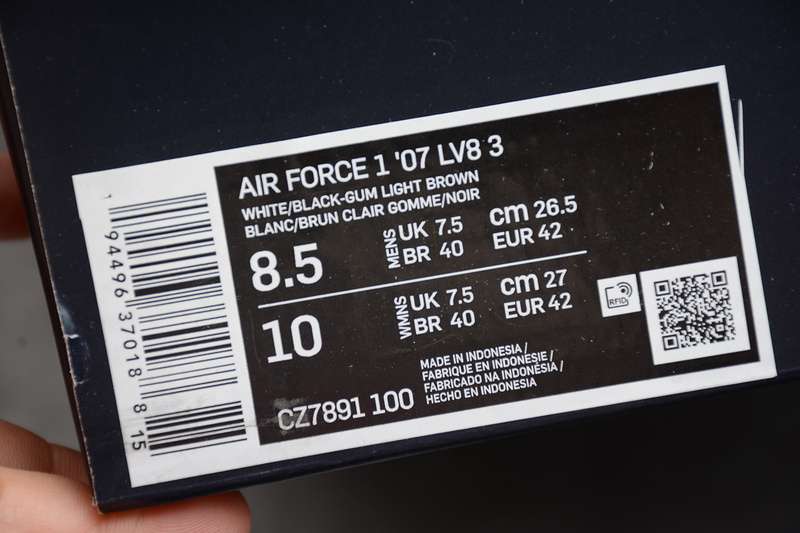 AIR FORCE 1 '07 LV8 3
WHITE/BLACK-GUM LIGHT BROWN
BLANC/BRUN CLAIR GOMME/NOIR
8.5
MENS
UK 7.5
BR 40
cm 26.5
EUR 42
10
WMNS
UK 7.5
BR 40
cm 27
EUR 42
RFID
CZ7891 100
MADE IN INDONESIA /
FABRIQUE EN INDONÉSIE /
FABRICADO NA INDONÉSIA /
HECHO EN INDONESIA
1 94496 37018 8 15